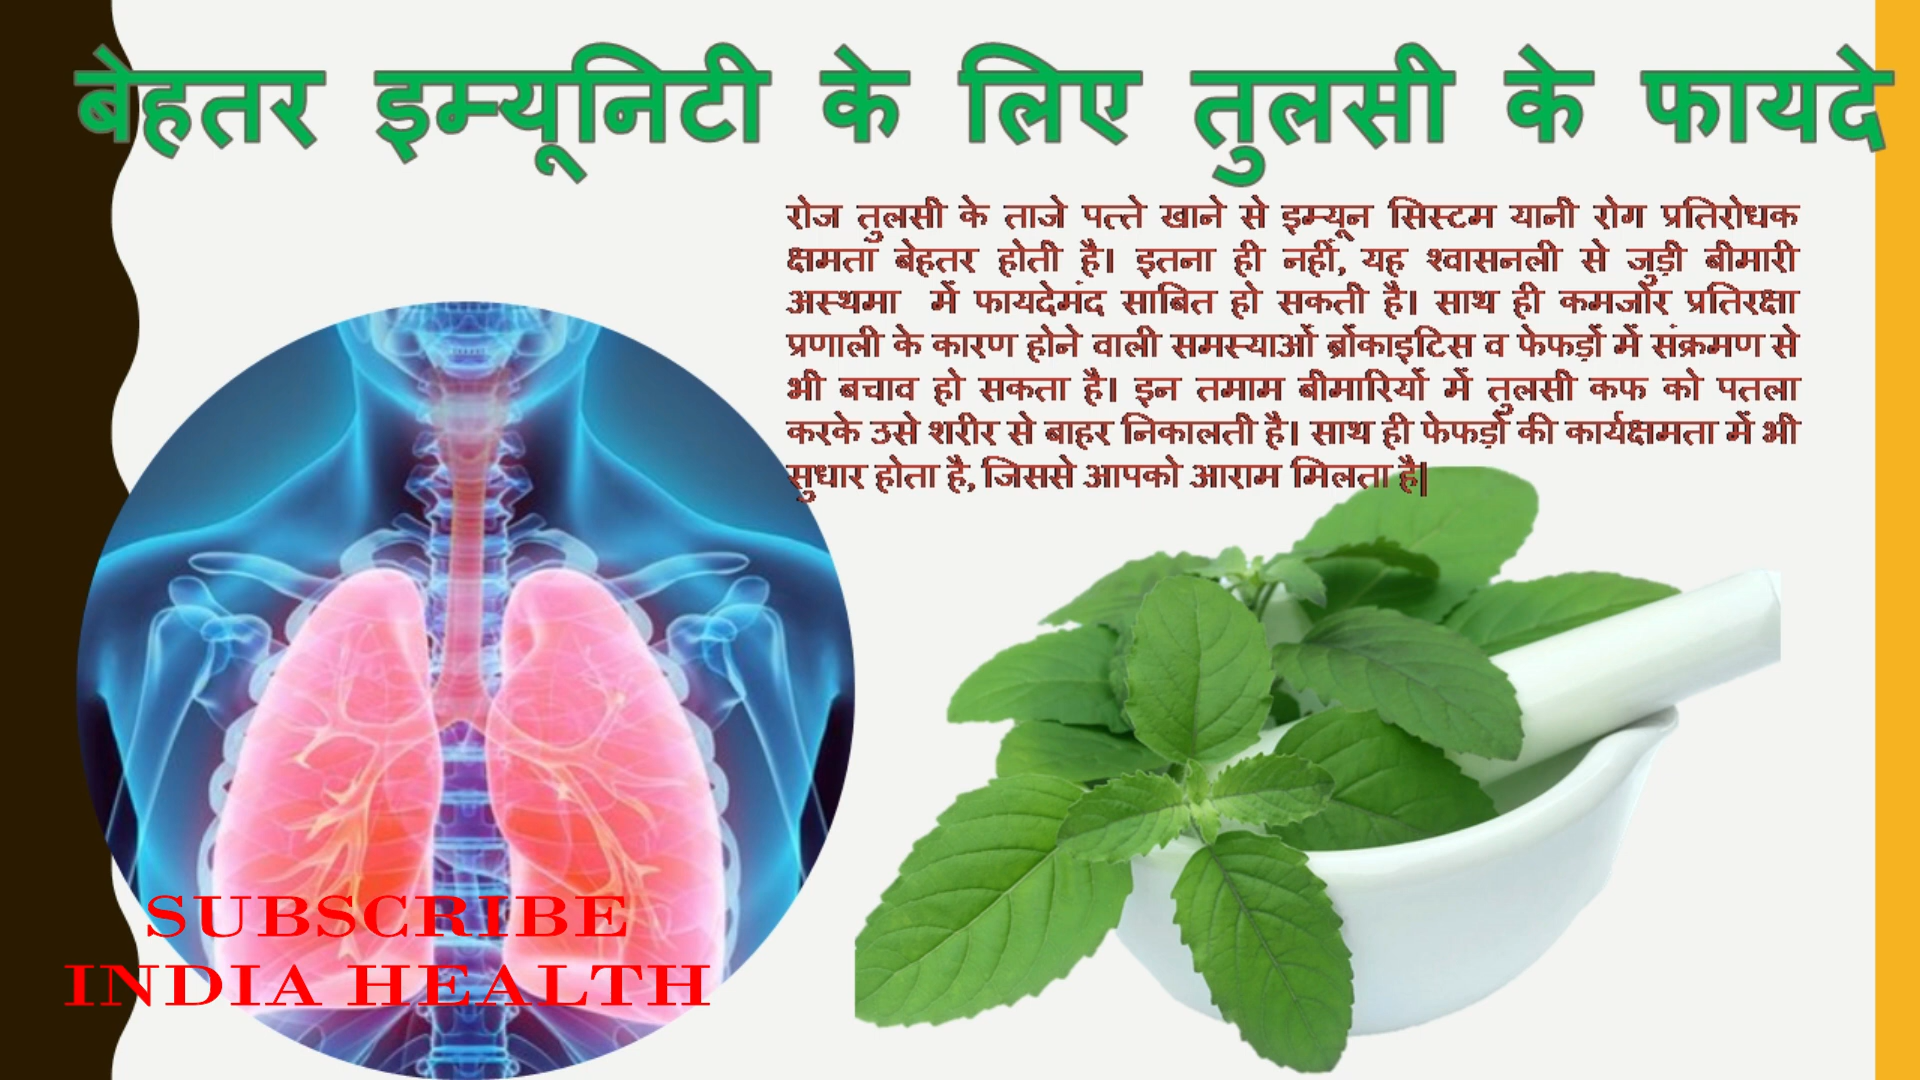 बेहतर इम्यूनिटी के लिए तुलसी के फायदे
रोज तुलसी के ताजे पत्ते खाने से इम्यून सिस्टम यानी रोग प्रतिरोधक
क्षमता बेहतर होती है। इतना ही नहीं, यह श्वासनली से जुड़ी बीमारी
अस्थमा में फायदेमंद साबित हो सकती है। साथ ही कमजोर प्रतिरक्षा
प्रणाली के कारण होने वाली समस्याओं ब्रोंकाइटिस व फेफड़ों में संक्रमण से
भी बचाव हो सकता है। इन तमाम बीमारियों में तुलसी कफ को पतला
करके उसे शरीर से बाहर निकालती है। साथ ही फेफड़ों की कार्यक्षमता में भी
सुधार होता है, जिससे आपको आराम मिलता है|
SUBSCRIBE
INDIA HEALTH